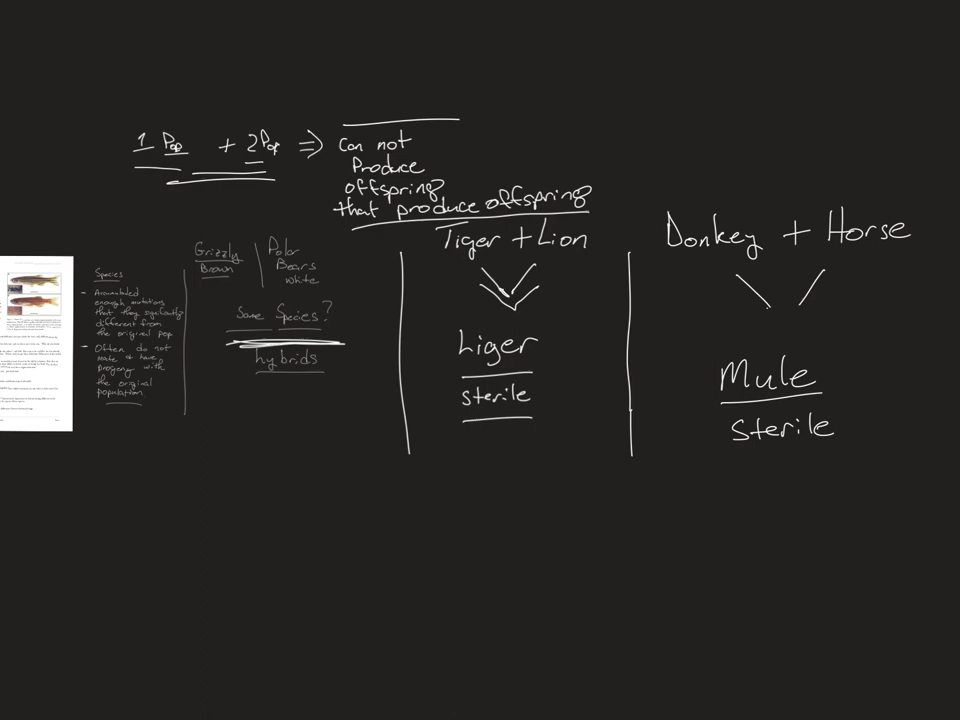 1 Pop + 2 Pop ⇒ can not
Produce
offspring
that produce offspring
Species
- Accumulated
enough mutations
that they signficantly
different from
the original pop
- Often do not
mate + have
progeny with
the original
population.
Grizzly
Brown
Polar
Bears
white
Same Species?
hybrids
Tiger + Lion
Liger
sterile
Donkey + Horse
Mule
Sterile